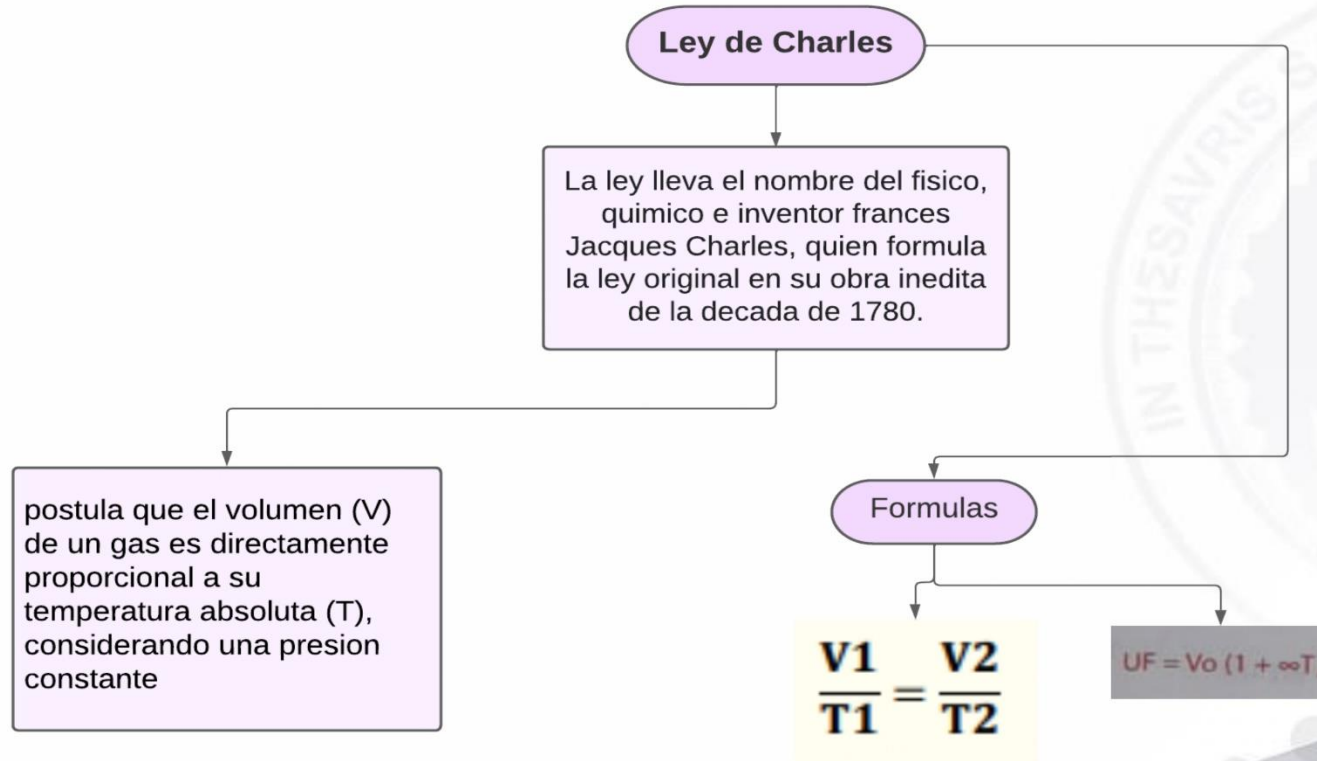 Ley de Charles
La ley lleva el nombre del fisico,
quimico e inventor frances
Jacques Charles, quien formula
la ley original en su obra inedita
de la decada de 1780.
postula que el volumen (V)
de un gas es directamente
proporcional a su
temperatura absoluta (T),
considerando una presion
constante
Formulas
V1 V2
T1 = T2
UF = Vo (1 + ∞T
IN THESAVRIS S